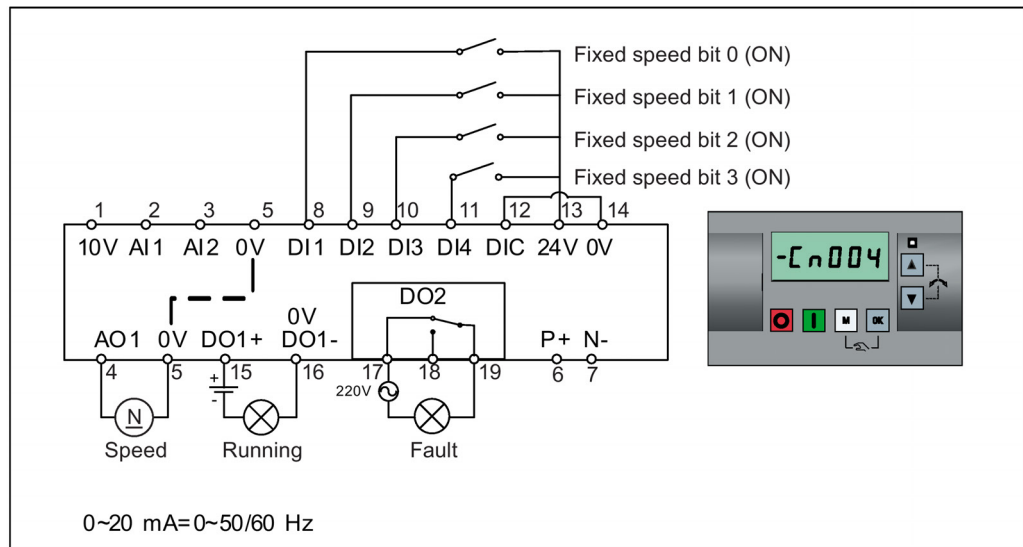 Fixed speed bit 0 (ON)
Fixed speed bit 1 (ON)
Fixed speed bit 2 (ON)
Fixed speed bit 3 (ON)
1 2 3 5 8 9 10 11 12 13 14
10V AI1 AI2 0V DI1 DI2 DI3 DI4 DIC 24V 0V
-Cn004
DO2
0V
AO1 0V DO1+ DO1- P+ N-
M OK
4 5 15 16 17 18 19 6 7
+
-
220V
N
Speed Running Fault
0~20 mA=0~50/60 Hz